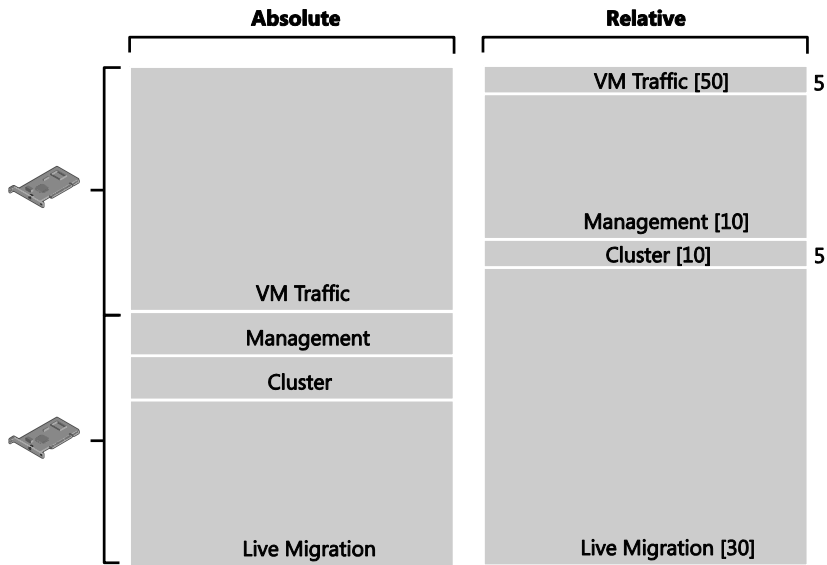 Absolute
Relative
VM Traffic [50]
5
Management [10]
Cluster [10]
5
VM Traffic
Management
Cluster
Live Migration
Live Migration [30]